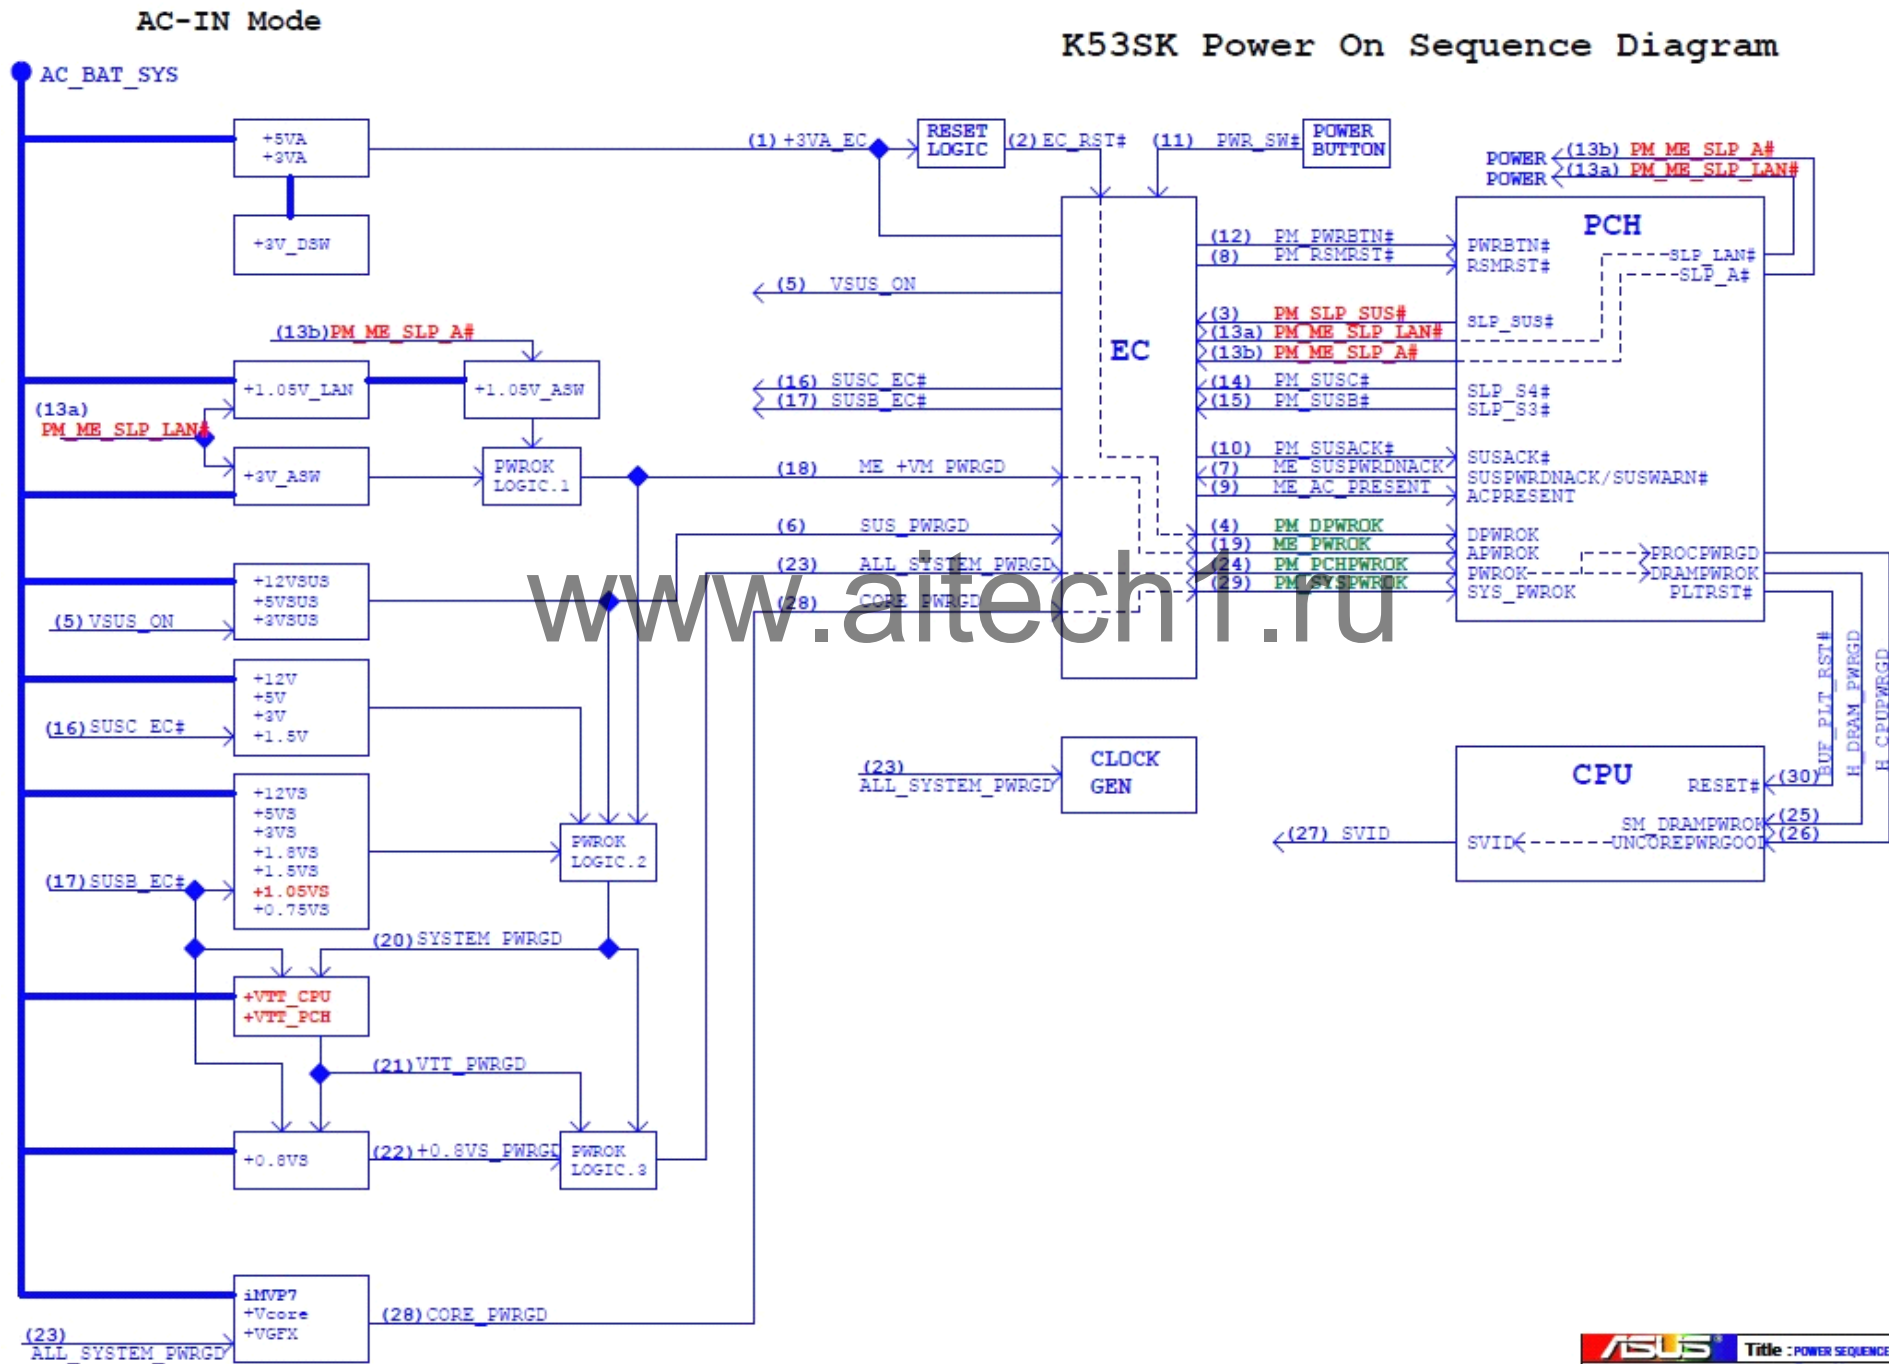 AC-IN Mode
K53SK Power On Sequence Diagram
AC_BAT_SYS
+5VA
+3VA
(1) +3VA_EC
RESET
LOGIC
(2) EC_RST#
(11) PWR_SW#
POWER
BUTTON
POWER
(13b) PM_ME_SLP_A#
POWER
(13a) PM_ME_SLP_LAN#
+3V_DSW
(5) VSUS_ON
EC
(12) PM_PWRBTN#
(8) PM_RSMRST#
(3) PM_SLP_SUS#
(13a) PM_ME_SLP_LAN#
(13b) PM_ME_SLP_A#
(14) PM_SUSC#
(15) PM_SUSB#
(10) PM_SUSACK#
(7) ME_SUSPWRDNACK
(9) ME_AC_PRESENT
(4) PM_DPWROK
(19) ME_PWROK
(24) PM_PCHPWROK
(29) PM_SYSPWROK
PCH
PWRBTN#
RSMRST#
SLP_LAN#
SLP_A#
SLP_SUS#
SLP_S4#
SLP_S3#
SUSACK#
SUSPWRDNACK/SUSWARN#
ACPRESENT
DPWROK
APWROK
PWROK
SYS_PWROK
PROCPWRGD
DRAMPWROK
PLTRST#
(13b)PM_ME_SLP_A#
+1.05V_LAN
+1.05V_ASW
(13a)
PM_ME_SLP_LAN#
+3V_ASW
PWROK
LOGIC.1
(16) SUSC_EC#
(17) SUSB_EC#
(18) ME +VM PWRGD
(6) SUS_PWRGD
(23) ALL_SYSTEM_PWRGD
(28) CORE_PWRGD
www.aitech1.ru
+12VSUS
+5VSUS
+3VSUS
(5) VSUS_ON
+12V
+5V
+3V
+1.5V
(16) SUSC EC#
+12VS
+5VS
+3VS
+1.8VS
+1.5VS
+1.05VS
+0.75VS
(17) SUSB_EC#
PWROK
LOGIC.2
(20) SYSTEM PWRGD
+VTT_CPU
+VTT_PCH
(21) VTT_PWRGD
+0.8VS
(22) +0.8VS_PWRGD
PWROK
LOGIC.3
iMVP7
+Vcore
+VGFX
(28) CORE_PWRGD
(23)
ALL_SYSTEM_PWRGD
(23)
ALL_SYSTEM_PWRGD
CLOCK
GEN
BUF_PLT_RST#
H_DRAM_PWRGD
H_CPUPWRGD
CPU
RESET#
(30)
SM_DRAMPWROK
(25)
UNCOREPWRGOOD
(26)
SVID
(27) SVID
ASUS
Title : POWER SEQUENCE